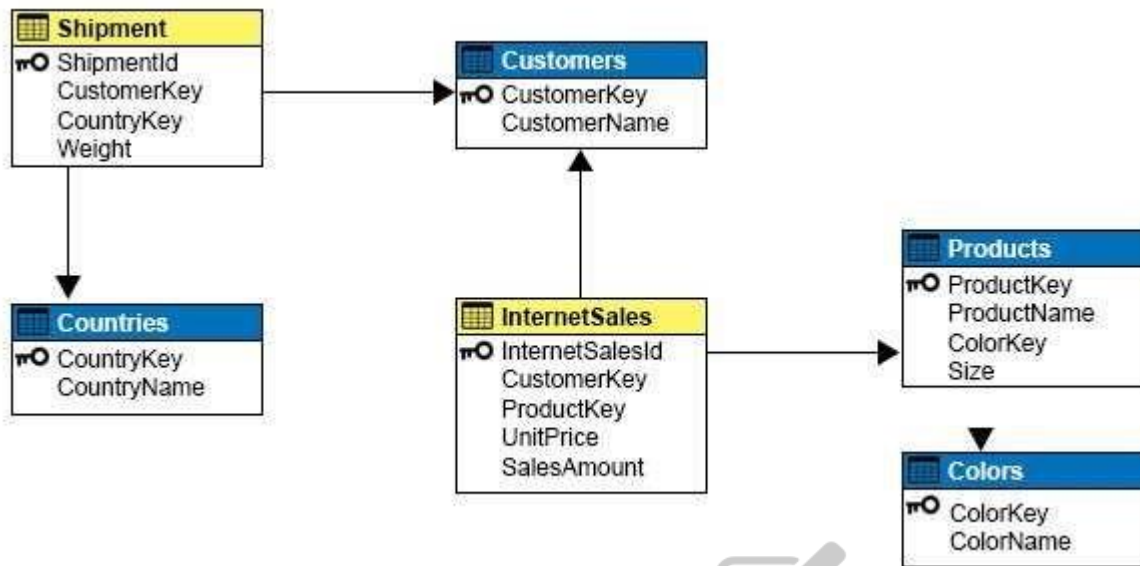 Shipment
ShipmentId
CustomerKey
CountryKey
Weight
Customers
CustomerKey
CustomerName
Countries
CountryKey
CountryName
InternetSales
InternetSalesId
CustomerKey
ProductKey
UnitPrice
SalesAmount
Products
ProductKey
ProductName
ColorKey
Size
Colors
ColorKey
ColorName